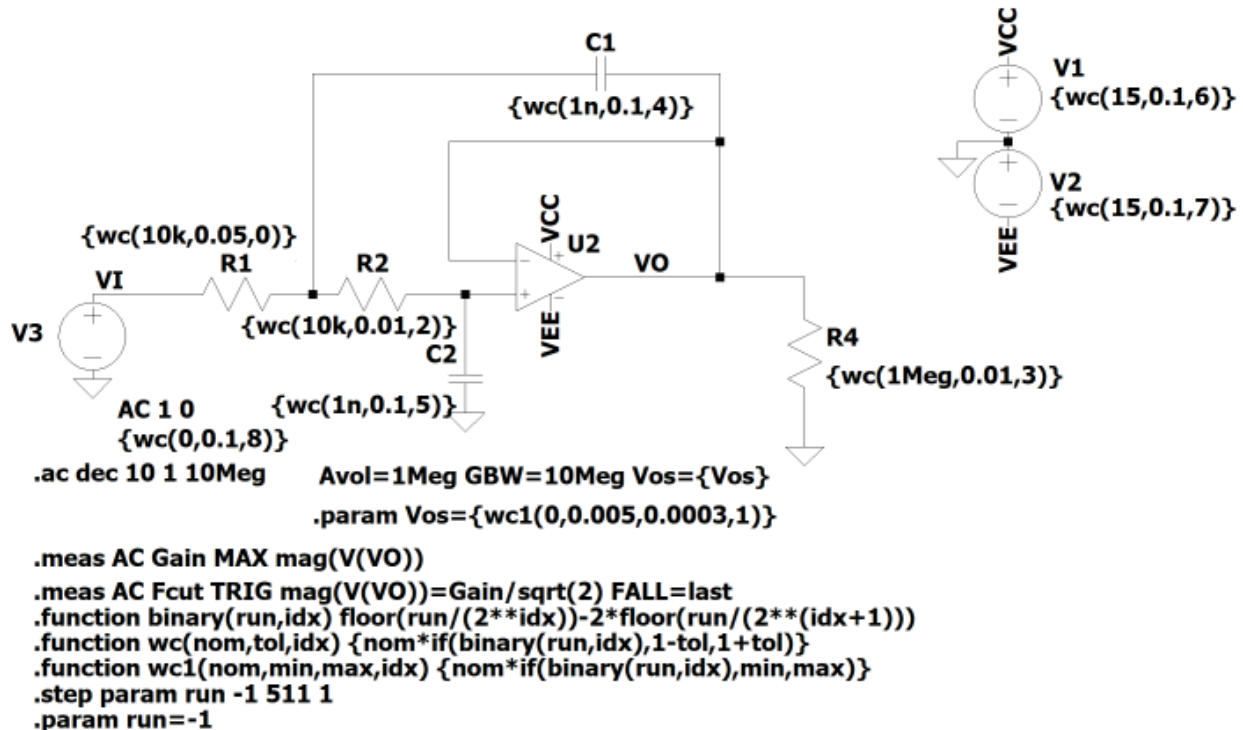 C1
{wc(1n,0.1,4)}
VCC
V1
{wc(15,0.1,6)}
V2
{wc(15,0.1,7)}
VEE
{wc(10k,0.05,0)}
VI
R1
R2
VCC
U2
VO
V3
{wc(10k,0.01,2)}
C2
VEE
R4
{wc(1Meg,0.01,3)}
AC 1 0
{wc(1n,0.1,5)}
{wc(0,0.1,8)}
.ac dec 10 1 10Meg
Avol=1Meg GBW=10Meg Vos={Vos}
.param Vos={wc1(0,0.005,0.0003,1)}
.meas AC Gain MAX mag(V(VO))
.meas AC Fcut TRIG mag(V(VO))=Gain/sqrt(2) FALL=last
.function binary(run,idx) floor(run/(2**idx))-2*floor(run/(2**(idx+1)))
.function wc(nom,tol,idx) {nom*if(binary(run,idx),1-tol,1+tol)}
.function wc1(nom,min,max,idx) {nom*if(binary(run,idx),min,max)}
.step param run -1 511 1
.param run=-1